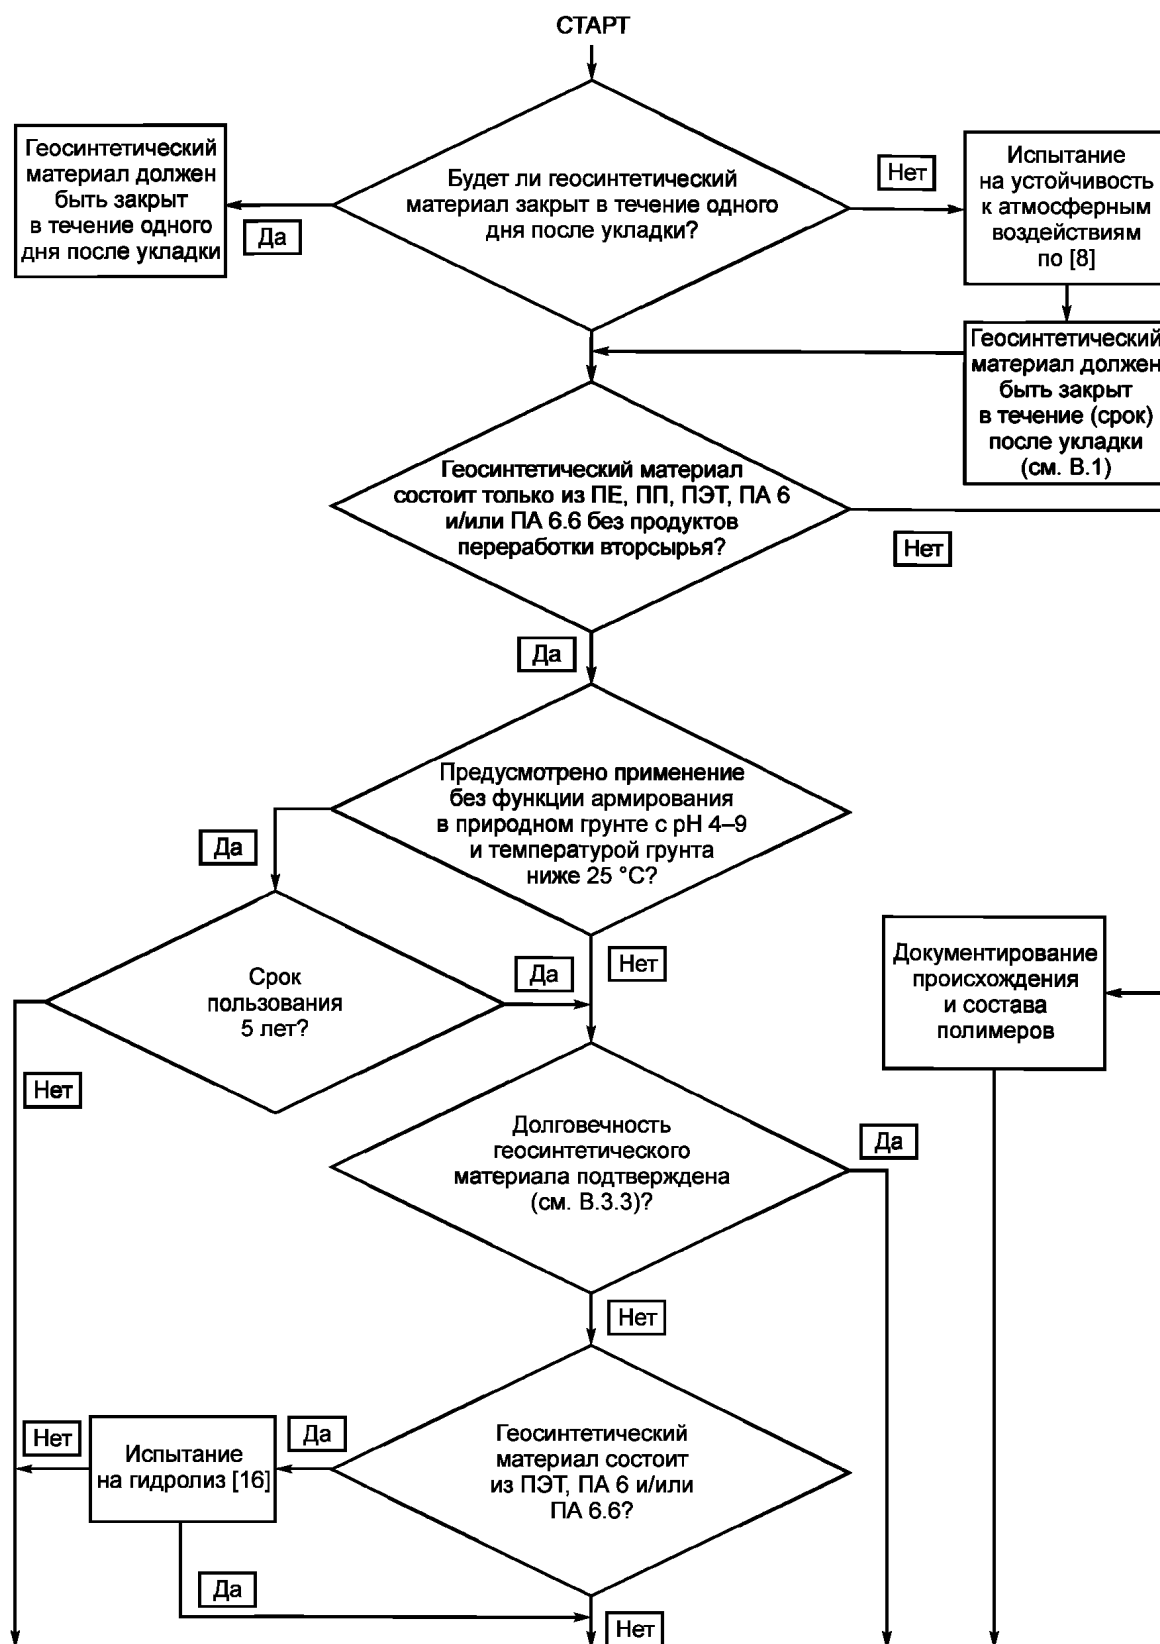 СТАРТ
Геосинтетический
материал должен
быть закрыт
в течение одного
дня после укладки
Да
Будет ли геосинтетический
материал закрыт в течение одного
дня после укладки?
Нет
Испытание
на устойчивость
к атмосферным
воздействиям
по [8]
Геосинтетический
материал должен
быть закрыт
в течение (срок)
после укладки
(см. В.1)
Геосинтетический материал
состоит только из ПЕ, ПП, ПЭТ, ПА 6
и/или ПА 6.6 без продуктов
переработки вторсырья?
Нет
Да
Предусмотрено применение
без функции армирования
в природном грунте с pH 4–9
и температурой грунта
ниже 25 °С?
Да
Нет
Срок
пользования
5 лет?
Да
Нет
Документирование
происхождения
и состава
полимеров
Долговечность
геосинтетического
материала подтверждена
(см. В.3.3)?
Да
Нет
Геосинтетический
материал состоит
из ПЭТ, ПА 6 и/или
ПА 6.6?
Да
Испытание
на гидролиз [16]
Нет
Да
Нет